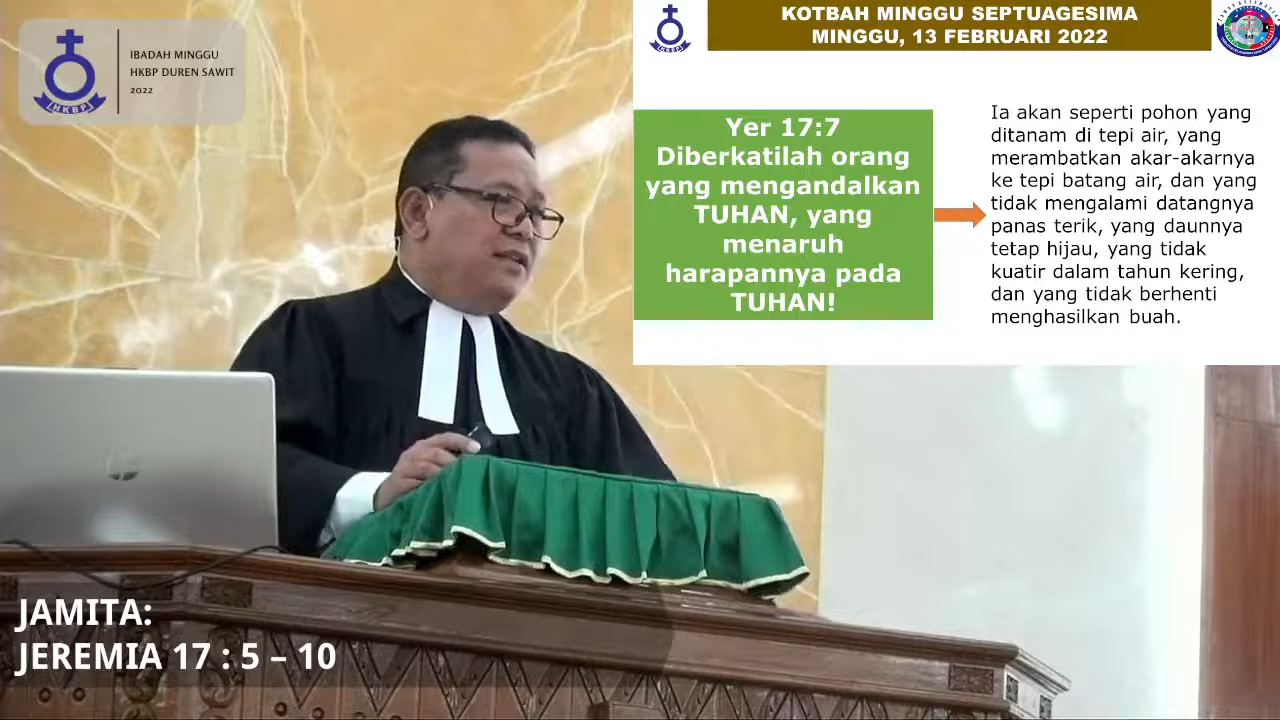 IBADAH MINGGU
HKBP DUREN SAWIT
2022
HKBP
KOTBAH MINGGU SEPTUAGESIMA
MINGGU, 13 FEBRUARI 2022
Yer 17:7
Diberkatilah orang
yang mengandalkan
TUHAN, yang
menaruh
harapannya pada
TUHAN!
Ia akan seperti pohon yang
ditanam di tepi air, yang
merambatkan akar-akarnya
ke tepi batang air, dan yang
tidak mengalami datangnya
panas terik, yang daunnya
tetap hijau, yang tidak
kuatir dalam tahun kering,
dan yang tidak berhenti
menghasilkan buah.
JAMITA:
JEREMIA 17 : 5 – 10